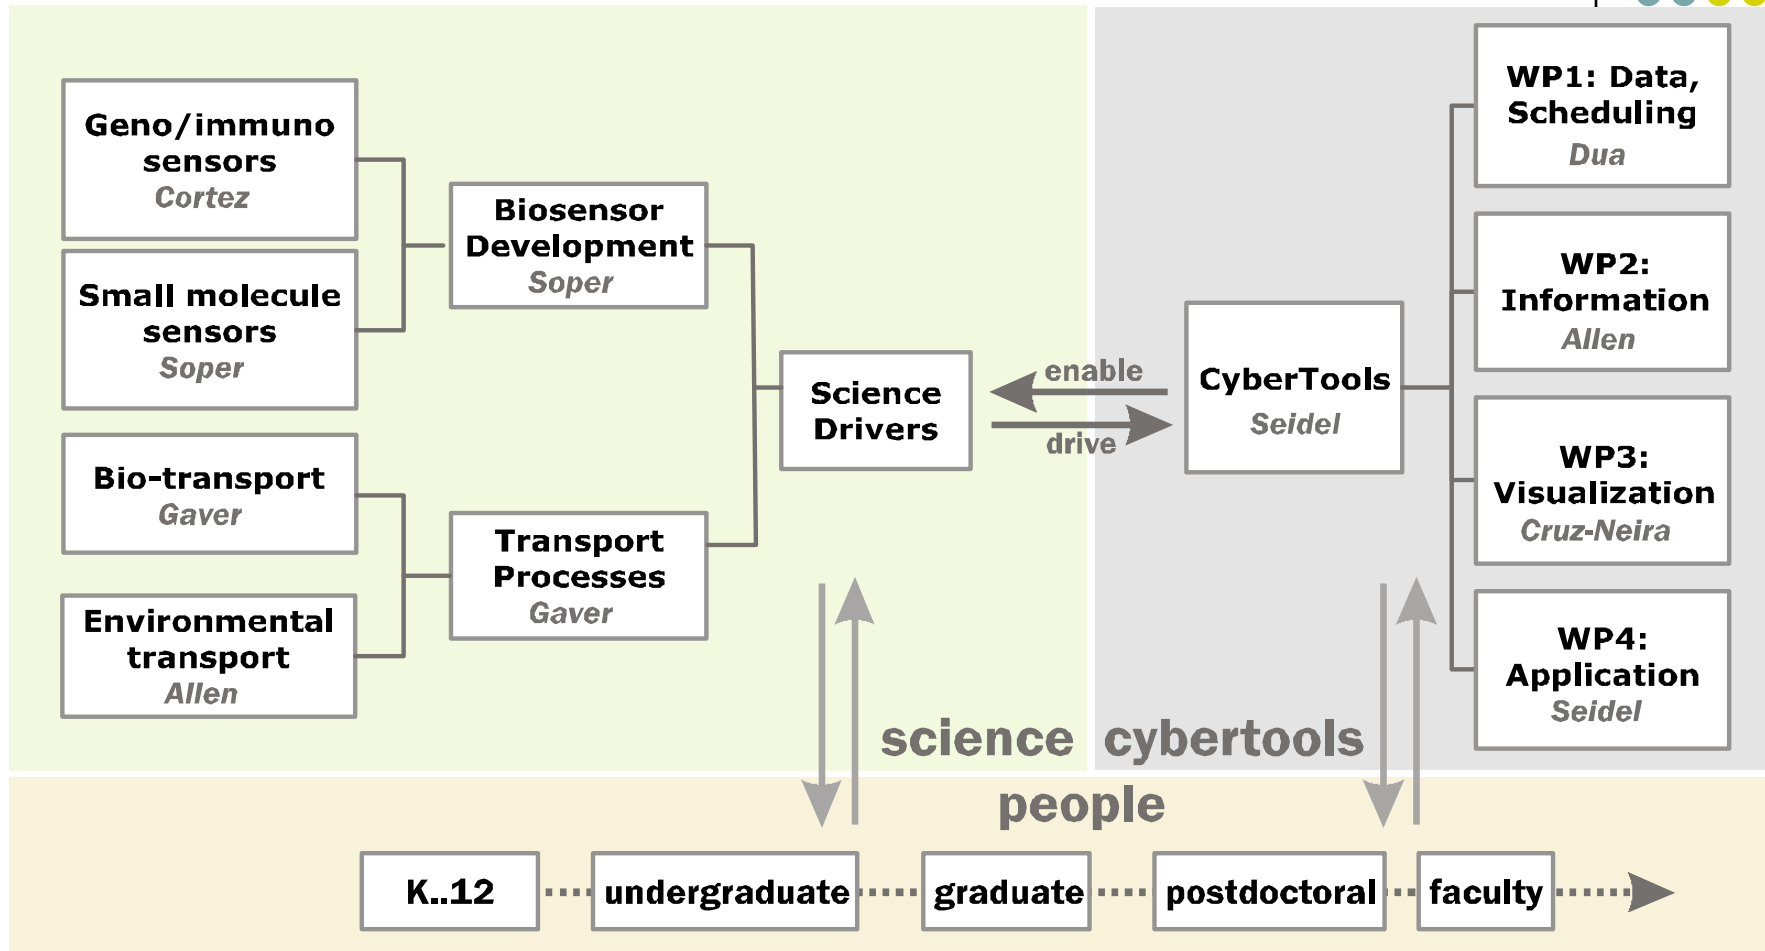 Geno/immuno
sensors
Cortez
Small molecule
sensors
Soper
Bio-transport
Gaver
Environmental
transport
Allen
Biosensor
Development
Soper
Transport
Processes
Gaver
Science
Drivers
enable
drive
CyberTools
Seidel
WP1: Data,
Scheduling
Dua
WP2:
Information
Allen
WP3:
Visualization
Cruz-Neira
WP4:
Application
Seidel
science
cybertools
people
K..12
undergraduate
graduate
postdoctoral
faculty